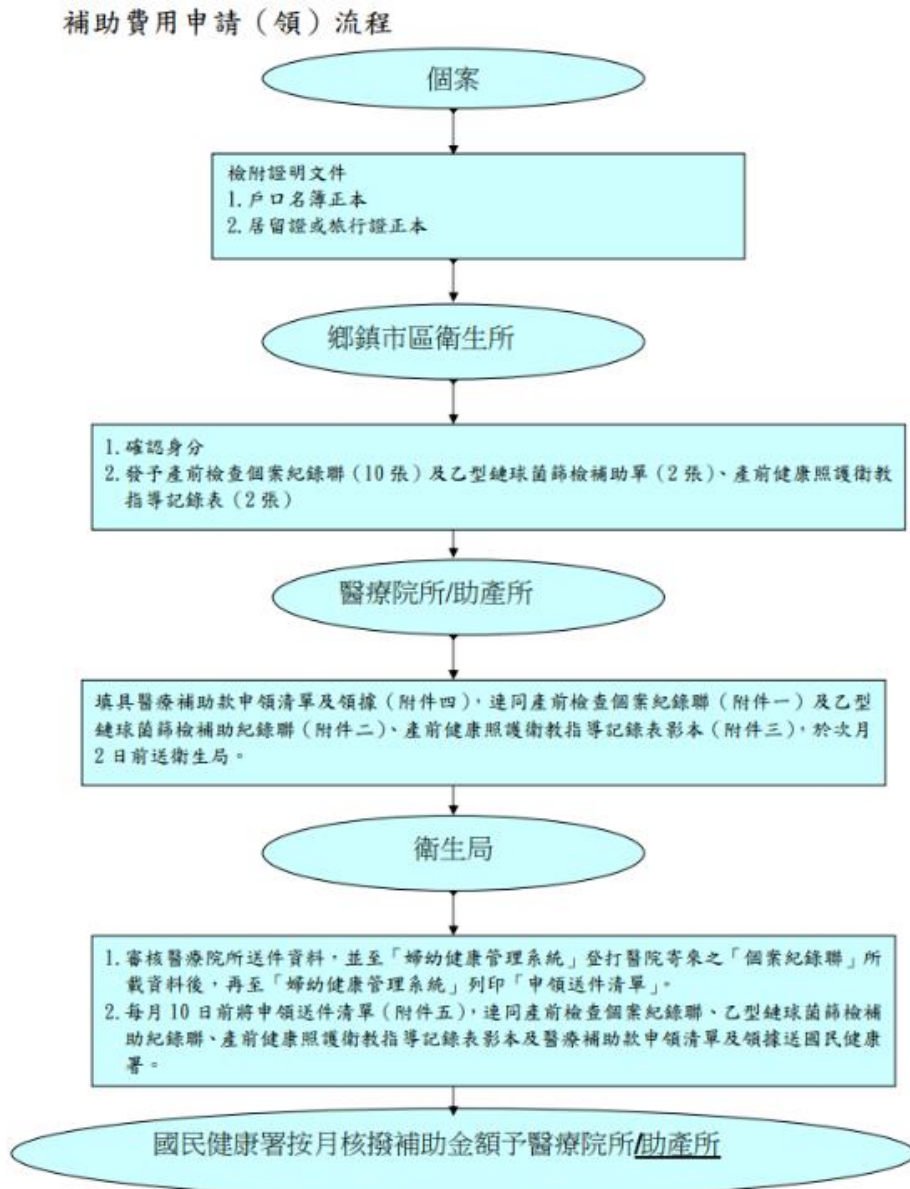 補助費用申請（領）流程
個案
檢附證明文件
1.戶口名簿正本
2.居留證或旅行證正本
鄉鎮市區衛生所
1.確認身分
2.發予產前檢查個案紀錄聯（10張）及乙型鏈球菌篩檢補助單（2張）、產前健康照護衛教
指導記錄表（2張）
醫療院所/助產所
填具醫療補助款申領清單及領據（附件四），連同產前檢查個案紀錄聯（附件一）及乙型
鏈球菌篩檢補助紀錄聯（附件二）、產前健康照護衛教指導記錄表影本（附件三），於次月
2日前送衛生局。
衛生局
1.審核醫療院所送件資料，並至「婦幼健康管理系統」登打醫院寄來之「個案紀錄聯」所
載資料後，再至「婦幼健康管理系統」列印「申領送件清單」。
2.每月10日前將申領送件清單（附件五），連同產前檢查個案紀錄聯、乙型鏈球菌篩檢補
助紀錄聯、產前健康照護衛教指導記錄表影本及醫療補助款申領清單及領據送國民健康
署。
國民健康署按月核撥補助金額予醫療院所/助產所